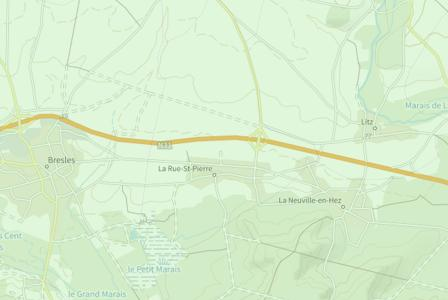 Litz
Marais de L
N31
Bresles
La Rue-St-Pierre
La Neuville-en-Hez
s Cent
le Petit Marais
le Grand Marais